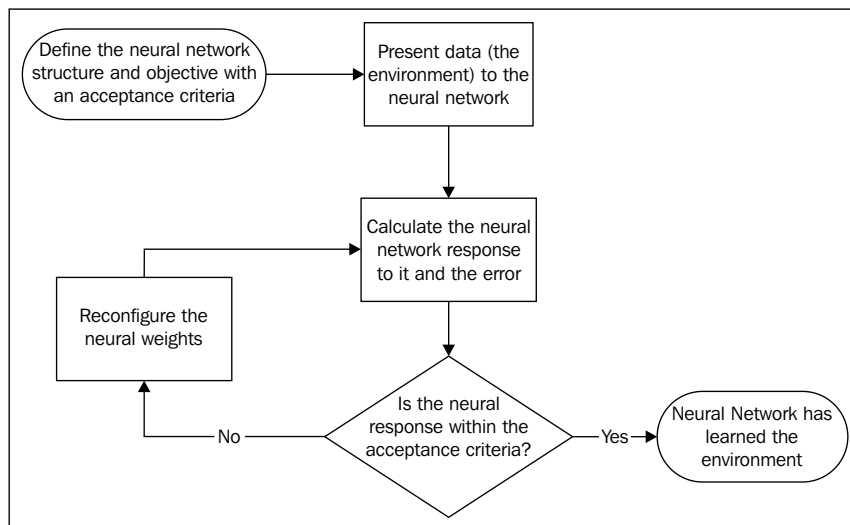 Define the neural network
structure and objective with
an acceptance criteria
Present data (the
environment) to the
neural network
Calculate the neural
network response
to it and the error
Reconfigure the
neural weights
Is the neural
response within the
acceptance criteria?
No
Yes
Neural Network has
learned the
environment